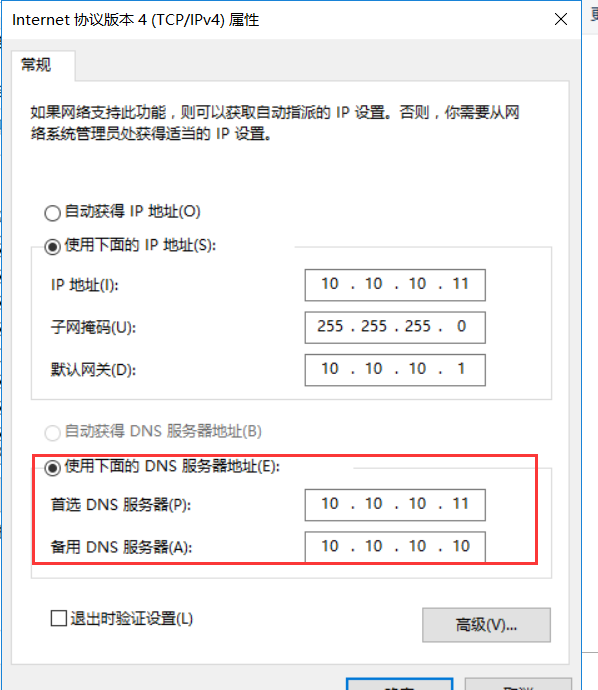 Internet 协议版本 4 (TCP/IPv4) 属性
常规
如果网络支持此功能，则可以获取自动指派的 IP 设置。否则，你需要从网
络系统管理员处获得适当的 IP 设置。
自动获得 IP 地址(O)
使用下面的 IP 地址(S):
IP 地址(I): 10 . 10 . 10 . 11
子网掩码(U): 255 . 255 . 255 . 0
默认网关(D): 10 . 10 . 10 . 1
自动获得 DNS 服务器地址(B)
使用下面的 DNS 服务器地址(E):
首选 DNS 服务器(P): 10 . 10 . 10 . 11
备用 DNS 服务器(A): 10 . 10 . 10 . 10
退出时验证设置(L)
高级(V)...